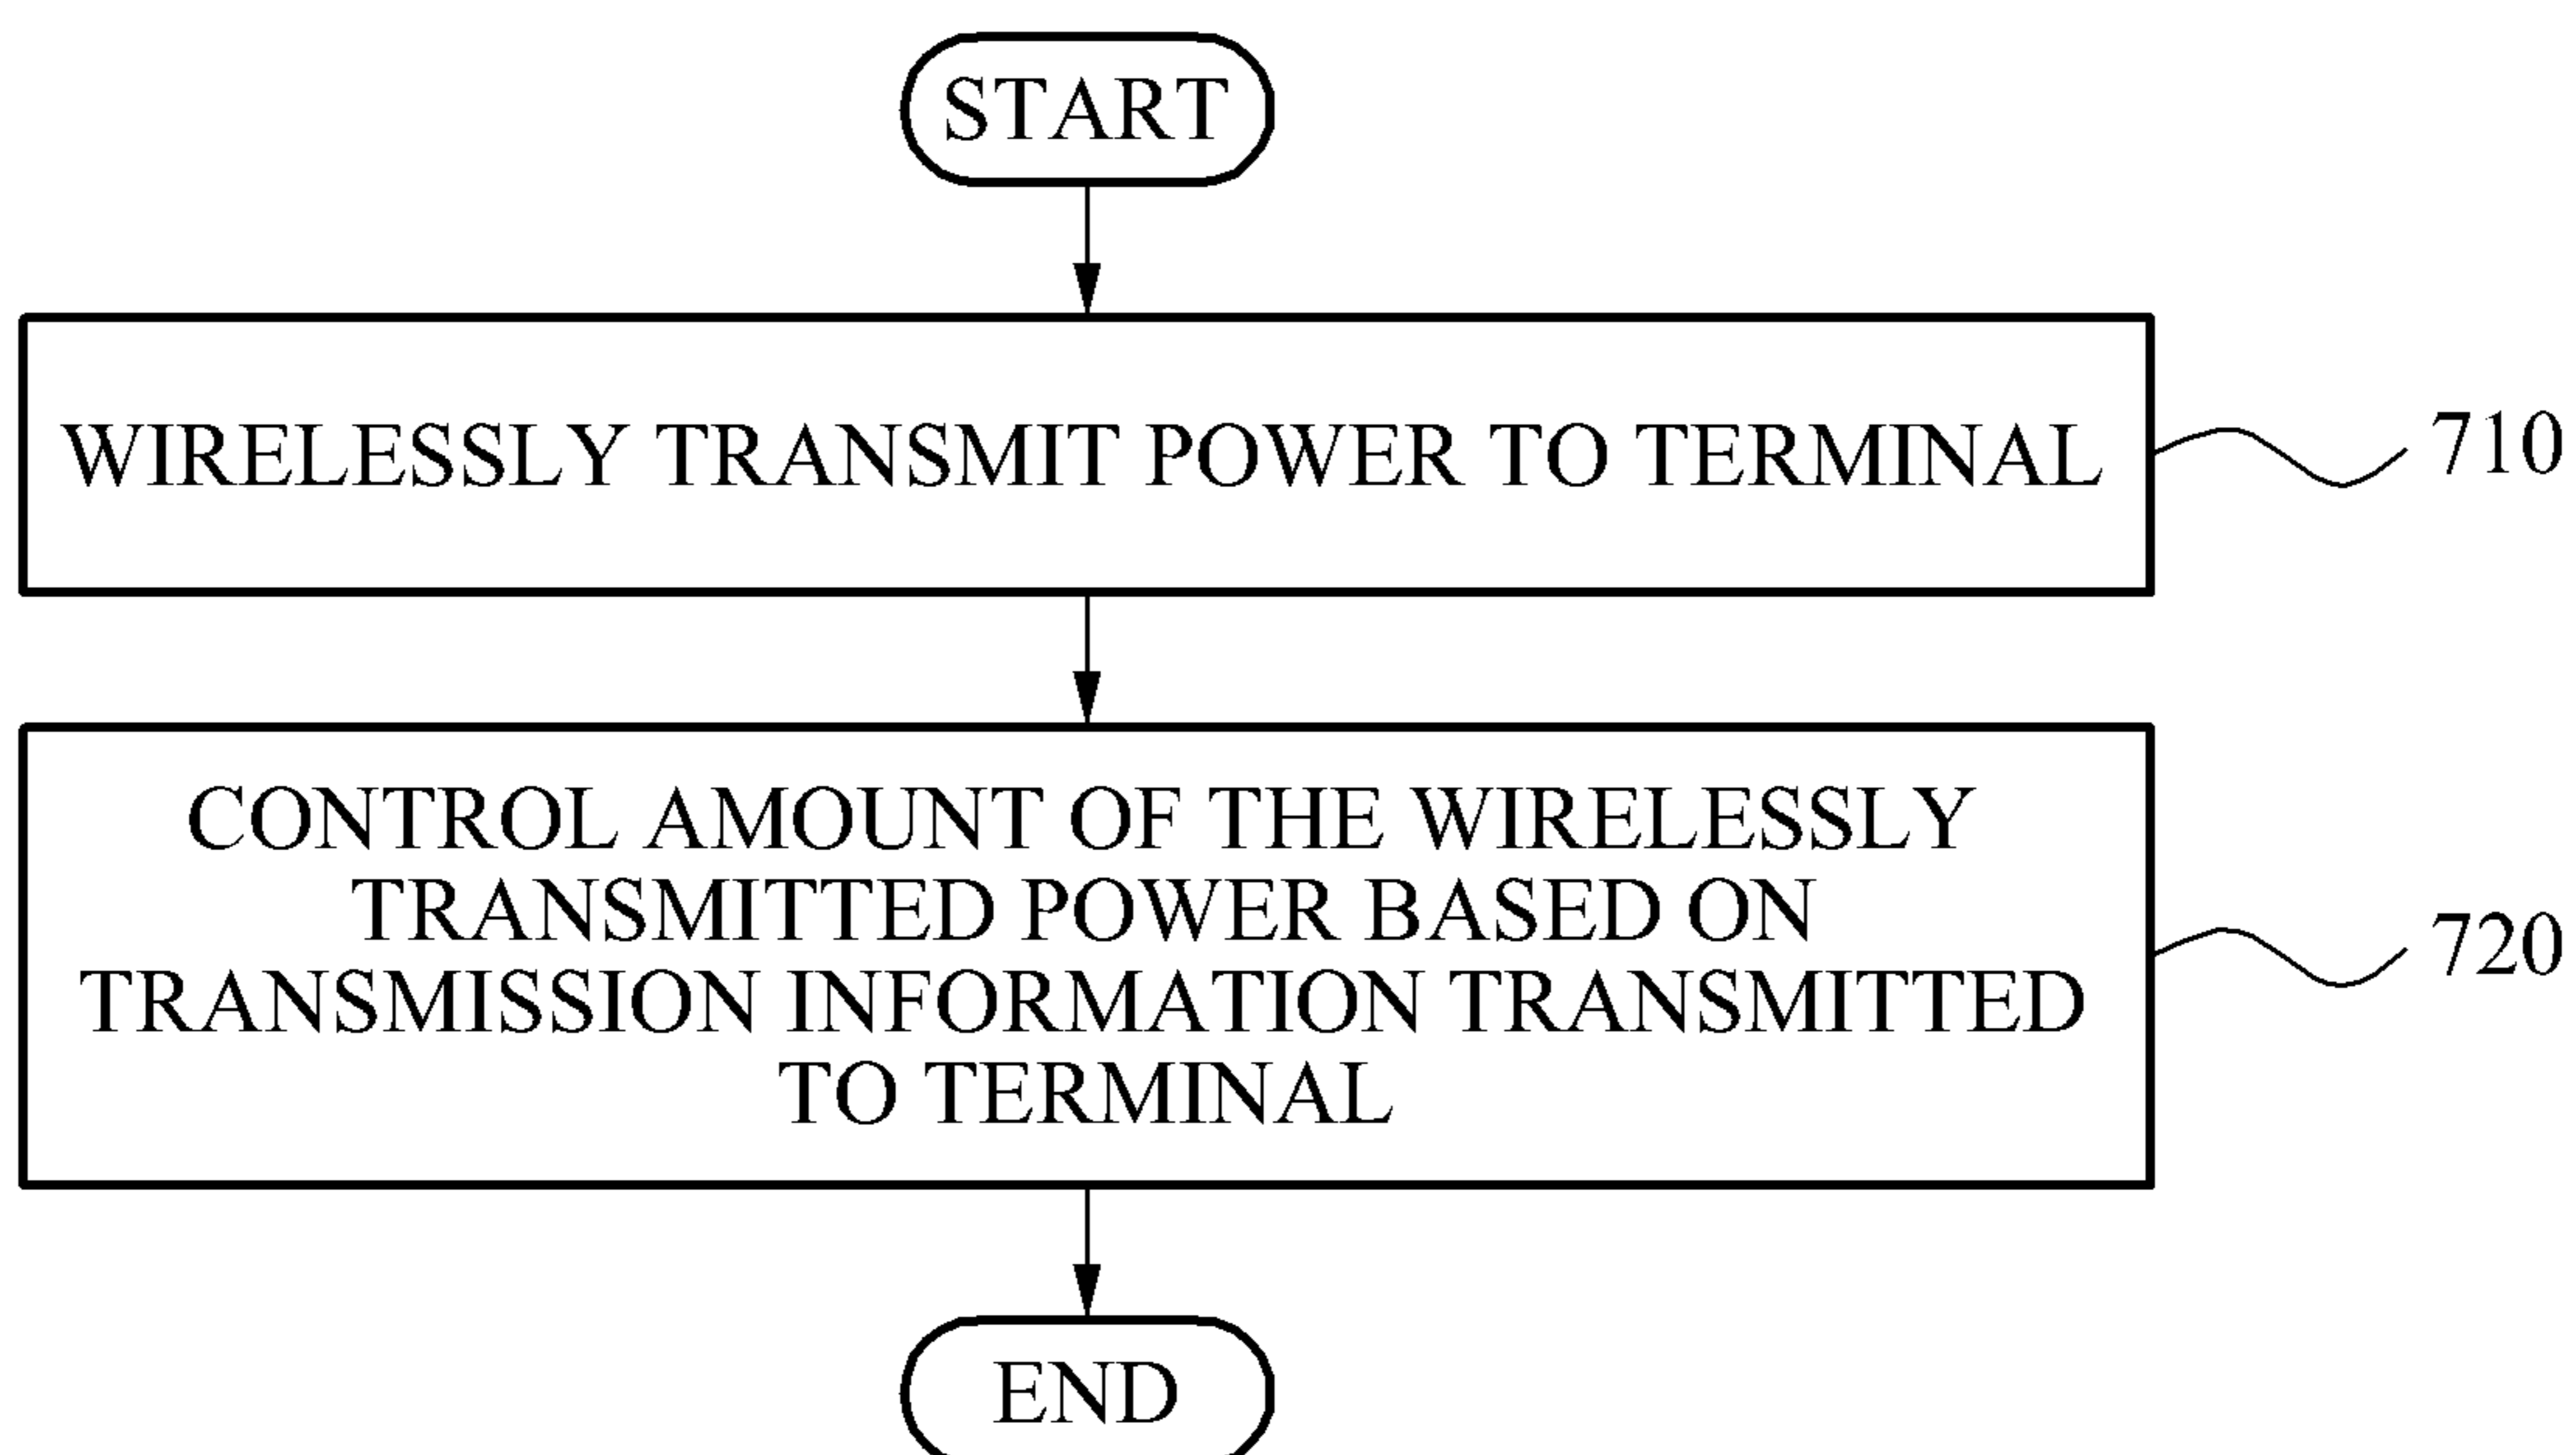 START
WIRELESSLY TRANSMIT POWER TO TERMINAL
710
CONTROL AMOUNT OF THE WIRELESSLY
TRANSMITTED POWER BASED ON
TRANSMISSION INFORMATION TRANSMITTED
TO TERMINAL
720
END